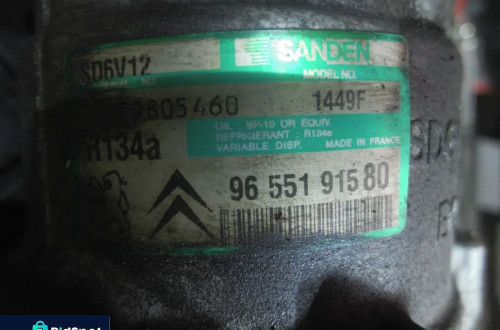 SANDEN
SD6V12
MODEL NO.
805460 1449F
OIL : SP-10 OR EQUIV.
REFRIGERANT : R134a
R134a
VARIABLE DISP. MADE IN FRANCE
96 551 915 80
BidSpot